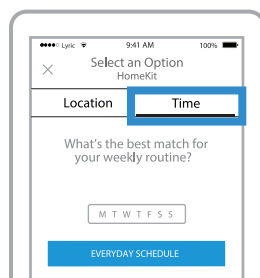 Lyric 9:41 AM 100%
Select an Option
HomeKit
Location Time
What's the best match for
your weekly routine?
M T W T F S S
EVERYDAY SCHEDULE